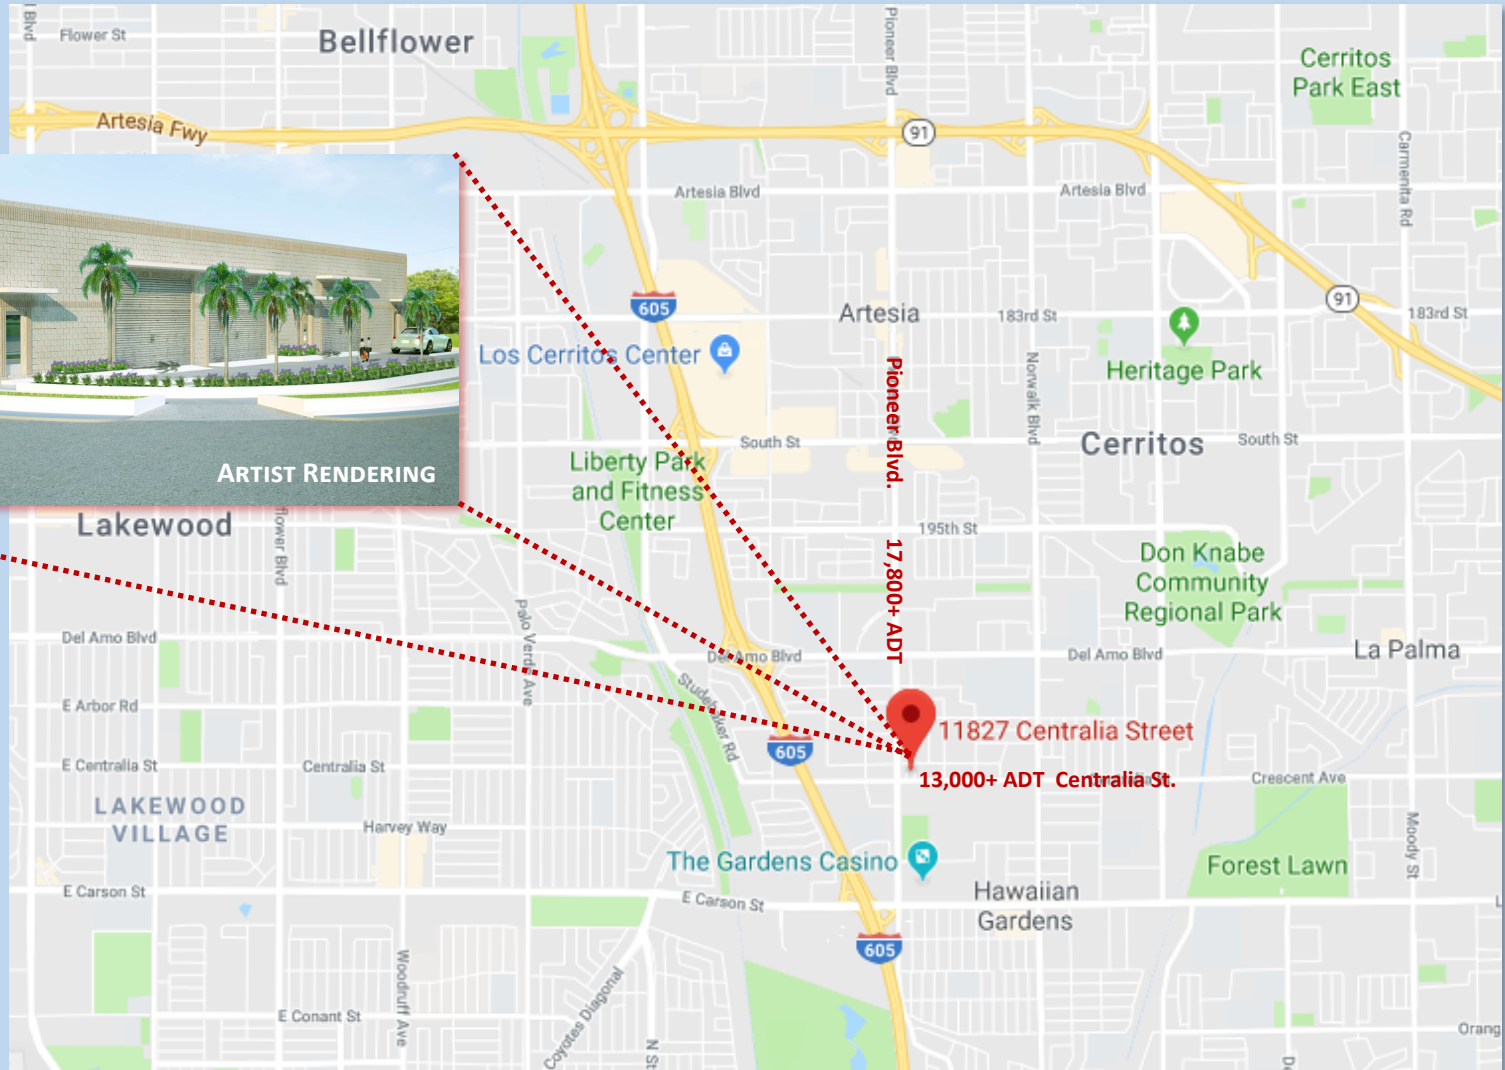 l Blvd
Flower St
Bellflower
Pioneer Blvd
Cerritos
Park East
Artesia Fwy
91
Carmenita Rd
Artesia Blvd
Artesia Blvd
605
Artesia
183rd St
91
183rd St
Los Cerritos Center
Heritage Park
Pioneer Blvd. 17,800+ ADT
Norwalk Blvd
South St
Cerritos
South St
ARTIST RENDERING
Liberty Park
and Fitness
Center
Lakewood
flower Blvd
195th St
Don Knabe
Community
Regional Park
Palo Verde Ave
Del Amo Blvd
Del Amo Blvd
Del Amo Blvd
La Palma
Studebaker Rd
E Arbor Rd
11827 Centralia Street
605
E Centralia St
Centralia St
13,000+ ADT Centralia St.
Crescent Ave
LAKEWOOD
VILLAGE
Harvey Way
Moody St
The Gardens Casino
Forest Lawn
E Carson St
E Carson St
Hawaiian
Gardens
L
605
Woodruff Ave
Coyotes Diagonal
E Conant St
N St
Orang
De